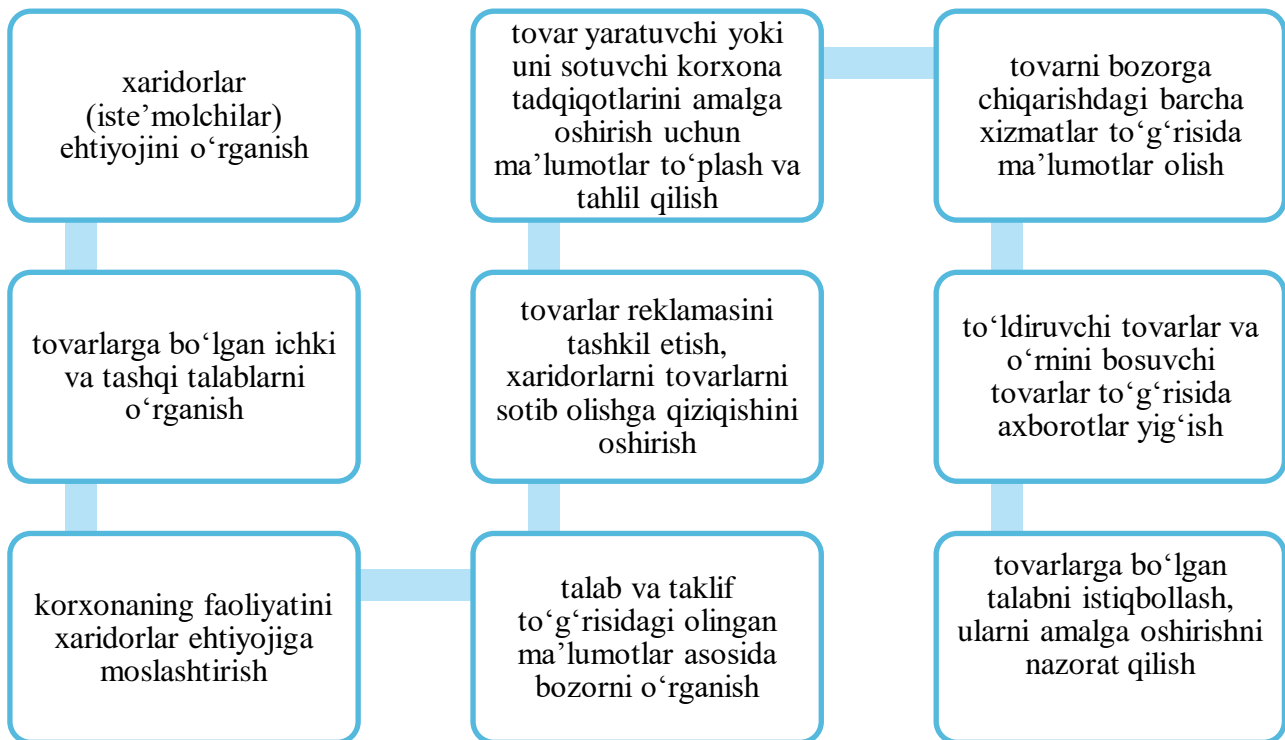 xaridorlar
(iste’molchilar)
ehtiyojini o‘rganish
tovarlarga bo‘lgan ichki
va tashqi talablarni
o‘rganish
korxonaning faoliyatini
xaridorlar ehtiyojiga
moslashtirish
talab va taklif
to‘g‘risidagi olingan
ma’lumotlar asosida
bozorni o‘rganish
tovarlar reklamasini
tashkil etish,
xaridorlarni tovarlarni
sotib olishga qiziqishini
oshirish
tovar yaratuvchi yoki
uni sotuvchi korxona
tadqiqotlarini amalga
oshirish uchun
ma’lumotlar to‘plash va
tahlil qilish
tovarni bozorga
chiqarishdagi barcha
xizmatlar to‘g‘risida
ma’lumotlar olish
to‘ldiruvchi tovarlar va
o‘rnini bosuvchi
tovarlar to‘g‘risida
axborotlar yig‘ish
tovarlarga bo‘lgan
talabni istiqbollash,
ularni amalga oshirishni
nazorat qilish